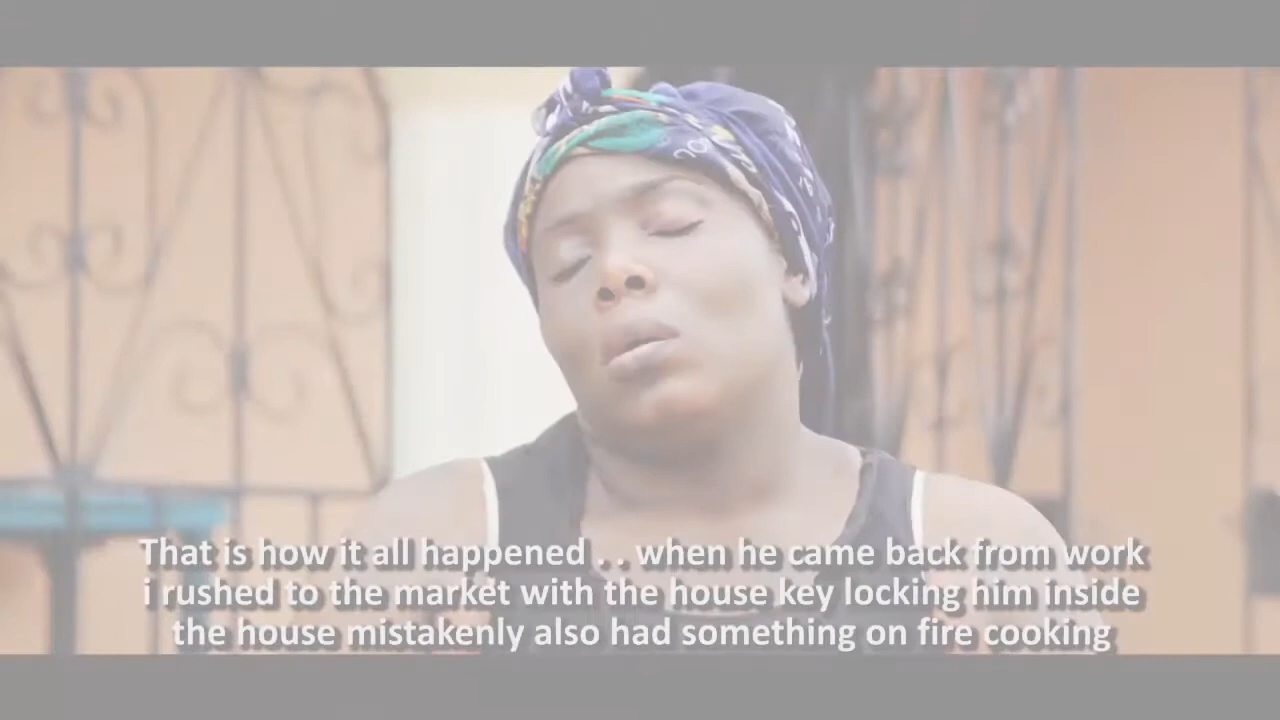 That is how it all happened . . when he came back from work
i rushed to the market with the house key locking him inside
the house mistakenly also had something on fire cooking